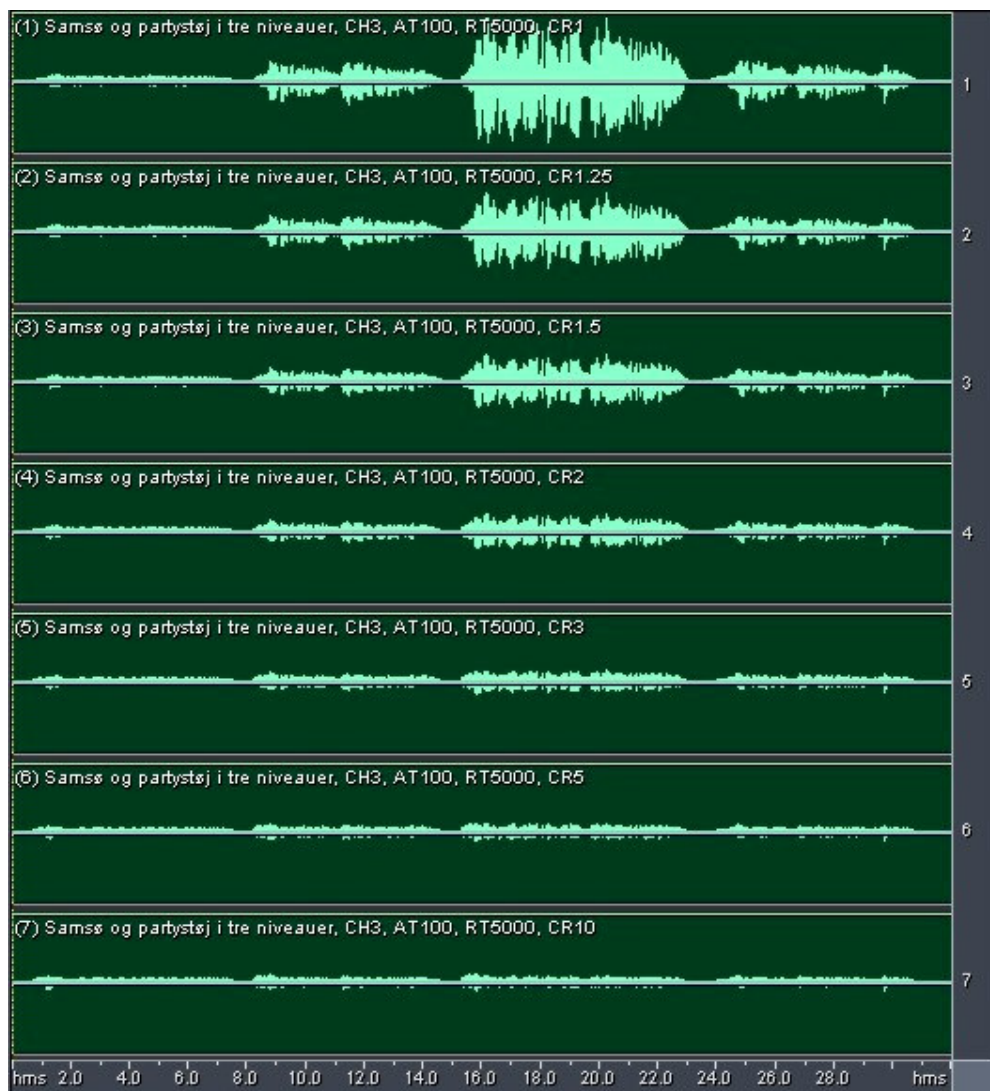 (1) Samsø og partystøj i tre niveauer, CH3, AT100, RT5000, CR1
1
(2) Samsø og partystøj i tre niveauer, CH3, AT100, RT5000, CR1.25
2
(3) Samsø og partystøj i tre niveauer, CH3, AT100, RT5000, CR1.5
3
(4) Samsø og partystøj i tre niveauer, CH3, AT100, RT5000, CR2
4
(5) Samsø og partystøj i tre niveauer, CH3, AT100, RT5000, CR3
5
(6) Samsø og partystøj i tre niveauer, CH3, AT100, RT5000, CR5
6
(7) Samsø og partystøj i tre niveauer, CH3, AT100, RT5000, CR10
7
hms 2.0 4.0 6.0 8.0 10.0 12.0 14.0 16.0 18.0 20.0 22.0 24.0 26.0 28.0 hms